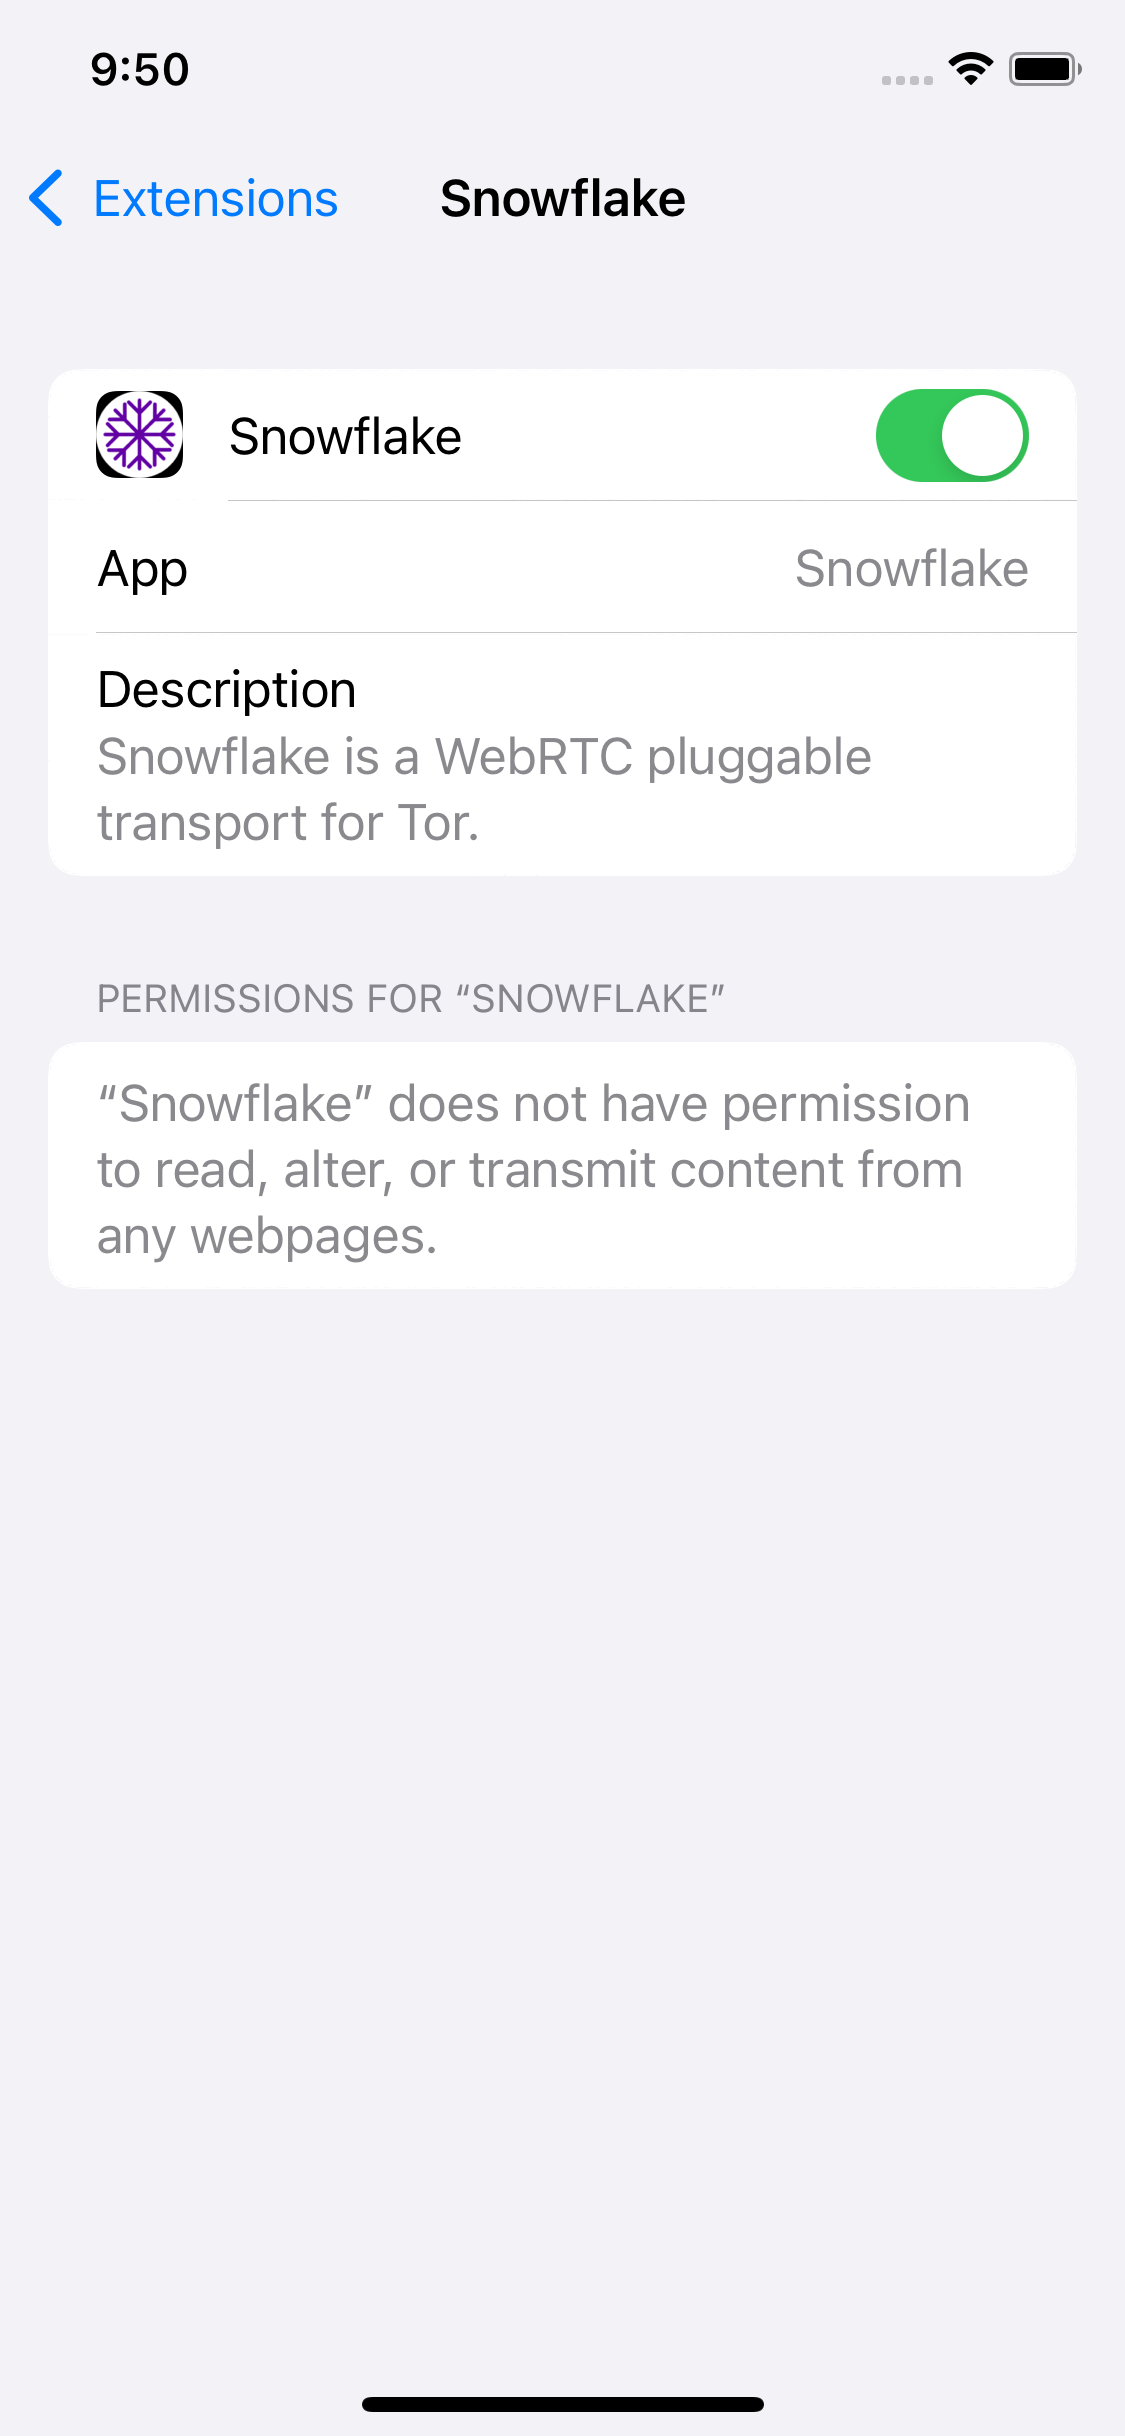 9:50
Extensions
Snowflake
Snowflake
App
Snowflake
Description
Snowflake is a WebRTC pluggable
transport for Tor.
PERMISSIONS FOR “SNOWFLAKE”
“Snowflake” does not have permission
to read, alter, or transmit content from
any webpages.